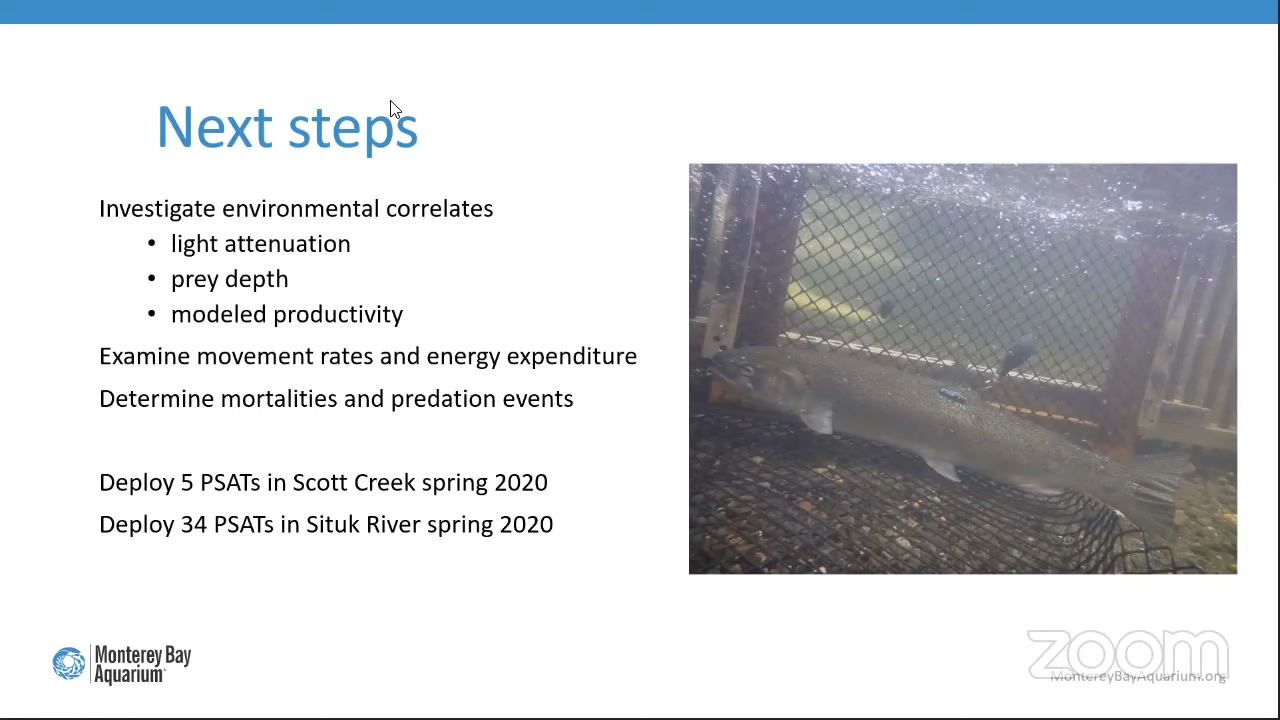 Next steps
Investigate environmental correlates
• light attenuation
• prey depth
• modeled productivity
Examine movement rates and energy expenditure
Determine mortalities and predation events
Deploy 5 PSATs in Scott Creek spring 2020
Deploy 34 PSATs in Situk River spring 2020
Monterey Bay
Aquarium
zoom
MontereyBayAquarium.org